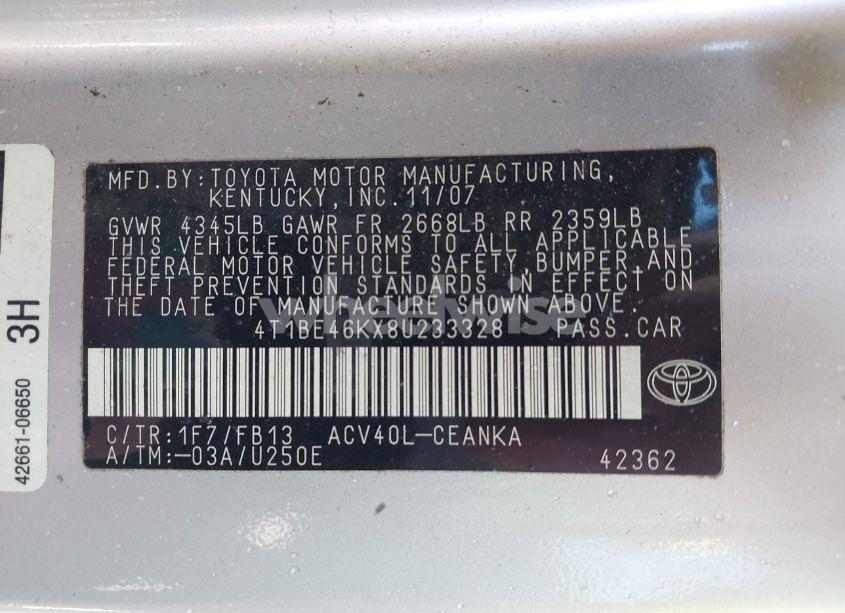 MFD.BY:TOYOTA MOTOR MANUFACTURING,
KENTUCKY,INC.11/07
GVWR 4345LB GAWR FR 2668LB RR 2359LB
THIS VEHICLE CONFORMS TO ALL APPLICABLE
FEDERAL MOTOR VEHICLE SAFETY,BUMPER,AND
THEFT PREVENTION STANDARDS IN EFFECT ON
THE DATE OF MANUFACTURE SHOWN ABOVE.
4T1BE46KX8U233328 PASS.CAR
C/TR:1F7/FB13 ACV40L-CEANKA
A/TM:-03A/U250E 42362
42661-06650 3H
wheelwise